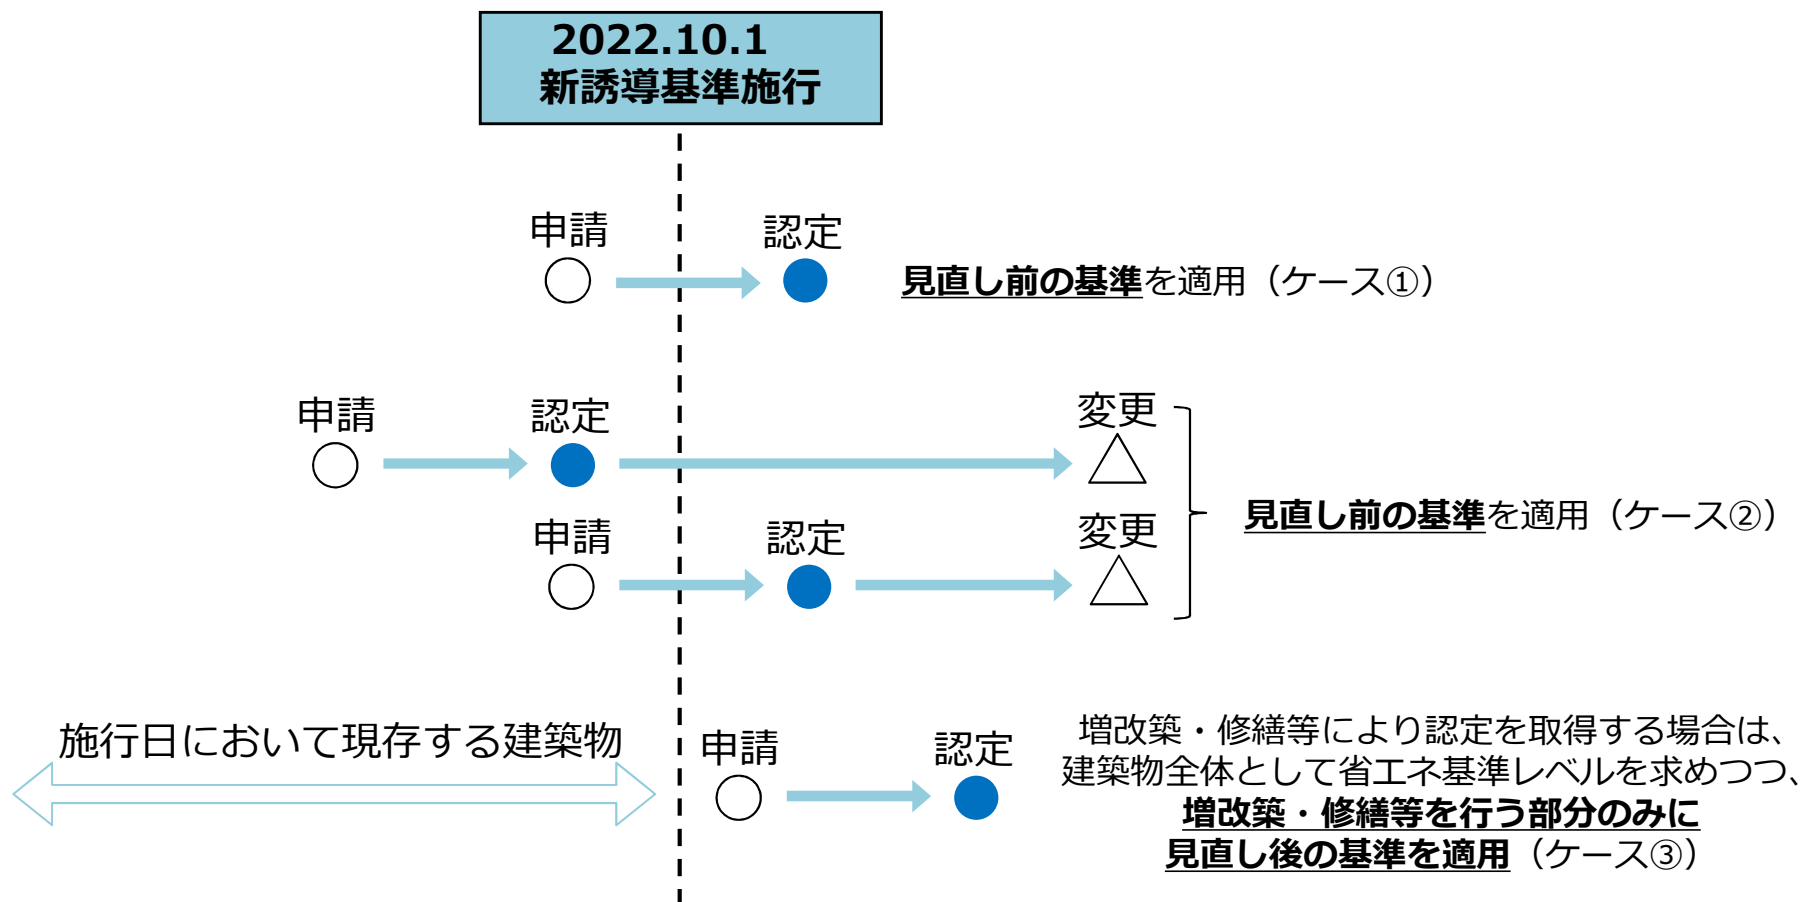 2022.10.1
新誘導基準施行
申請
認定
見直し前の基準を適用（ケース①）
申請
認定
変更
申請
認定
変更
見直し前の基準を適用（ケース②）
施行日において現存する建築物
申請
認定
増改築・修繕等により認定を取得する場合は、
建築物全体として省エネ基準レベルを求めつつ、
増改築・修繕等を行う部分のみに
見直し後の基準を適用（ケース③）